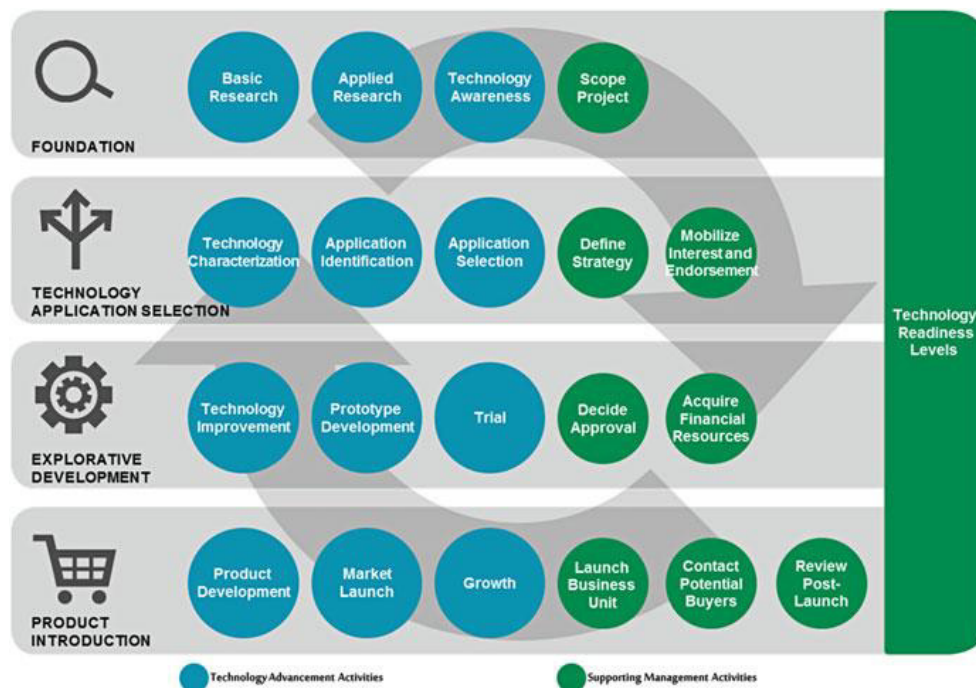 Basic
Research
Applied
Research
Technology
Awareness
Scope
Project
FOUNDATION
Technology
Characterization
Application
Identification
Application
Selection
Define
Strategy
Mobilize
Interest and
Endorsement
TECHNOLOGY
APPLICATION SELECTION
Technology
Readiness
Levels
Technology
Improvement
Prototype
Development
Trial
Decide
Approval
Acquire
Financial
Resources
EXPLORATIVE
DEVELOPMENT
Product
Development
Market
Launch
Growth
Launch
Business
Unit
Contact
Potential
Buyers
Review
Post-
Launch
PRODUCT
INTRODUCTION
Technology Advancement Activities
Supporting Management Activities